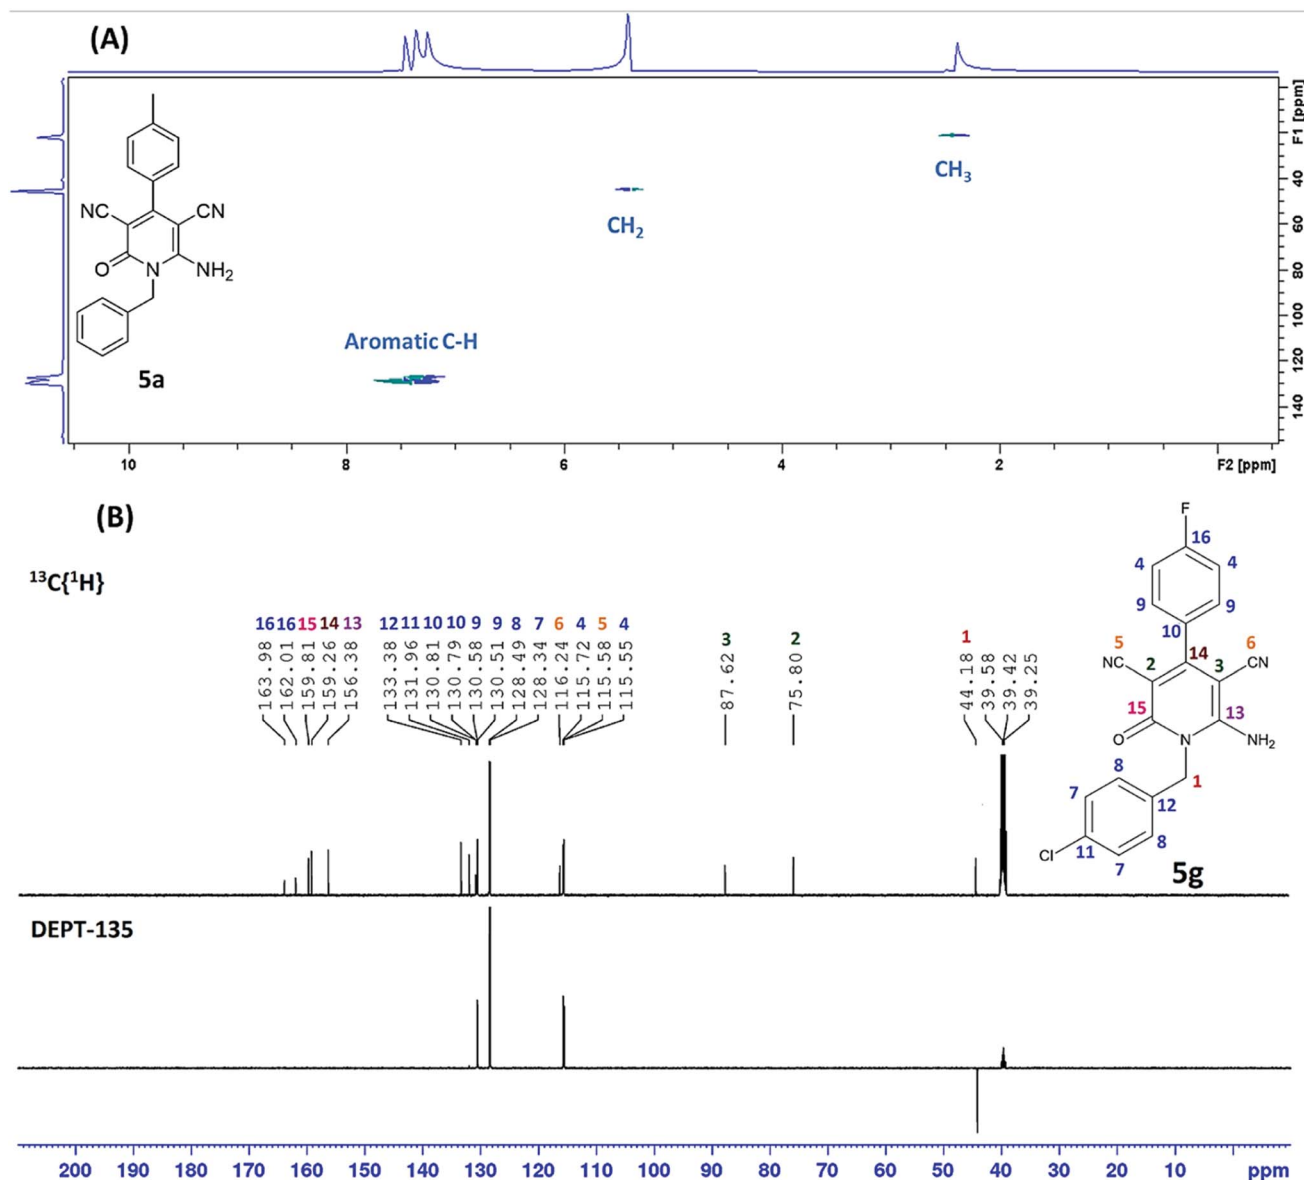 (A)
F1 [ppm]
40
60
80
100
120
140
CH3
CH2
NC
CN
O
N
NH2
Aromatic C-H
5a
10
8
6
4
2
F2 [ppm]
(B)
13C{1H}
16 16 15 14 13 12 11 10 10 9 9 8 7 6 4 5 4 3 2 1
163.98
162.01
159.81
159.26
156.38
133.38
131.96
130.81
130.79
130.58
130.51
128.49
128.34
116.24
115.72
115.58
115.55
87.62
75.80
44.18
39.58
39.42
39.25
F
16
4
4
9
9
10
5
6
NC
2
14
3
CN
15
13
O
N
NH2
8
1
7
12
Cl
11
8
7
5g
DEPT-135
200 190 180 170 160 150 140 130 120 110 100 90 80 70 60 50 40 30 20 10 ppm